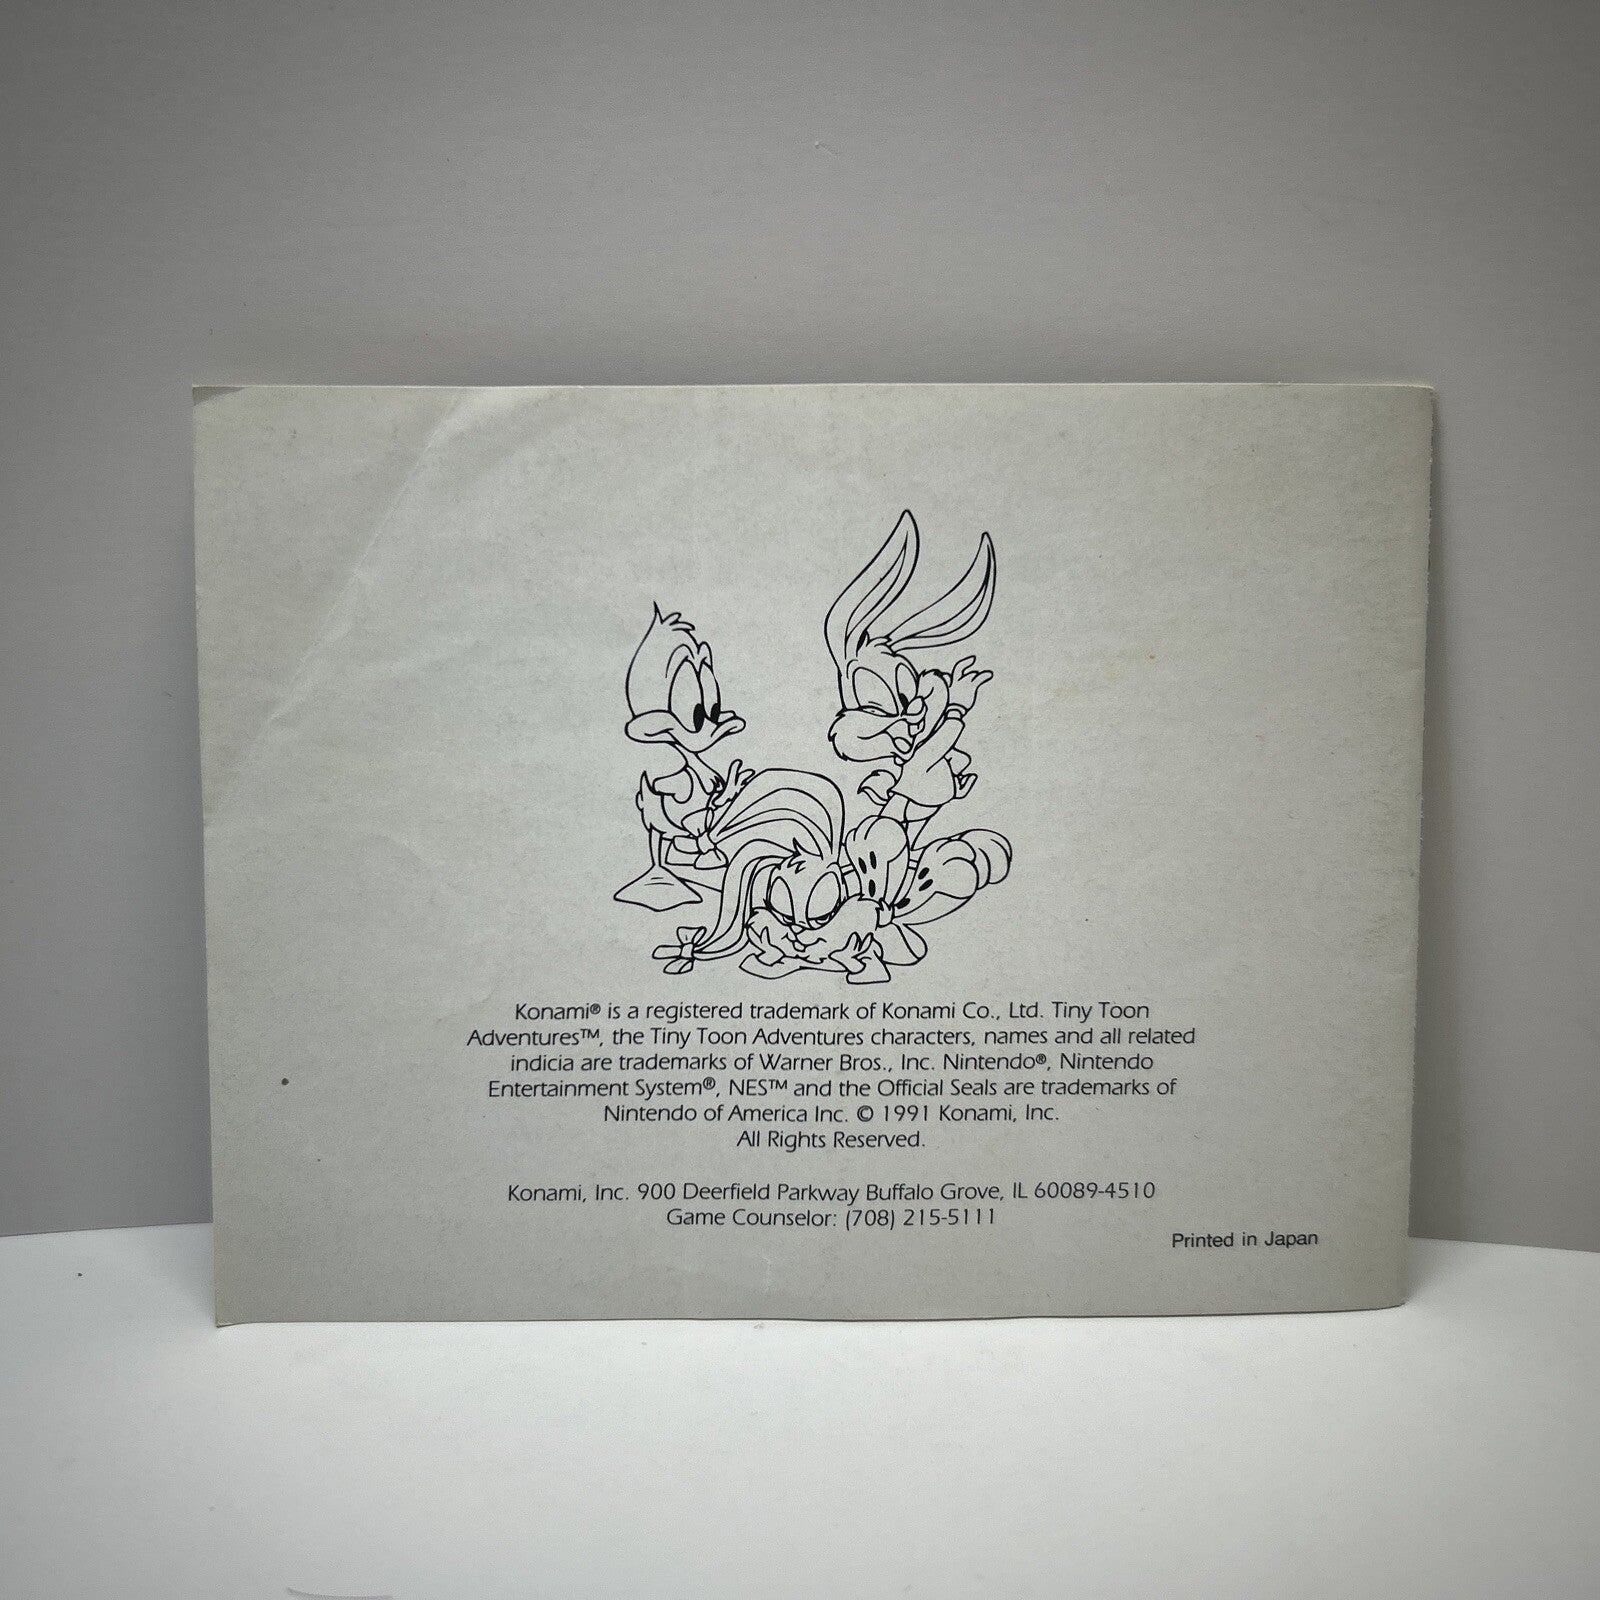 Konami® is a registered trademark of Konami Co., Ltd. Tiny Toon
Adventures™, the Tiny Toon Adventures characters, names and all related
indicia are trademarks of Warner Bros., Inc. Nintendo®, Nintendo
Entertainment System®, NES™ and the Official Seals are trademarks of
Nintendo of America Inc. © 1991 Konami, Inc.
All Rights Reserved.
Konami, Inc. 900 Deerfield Parkway Buffalo Grove, IL 60089-4510
Game Counselor: (708) 215-5111
Printed in Japan